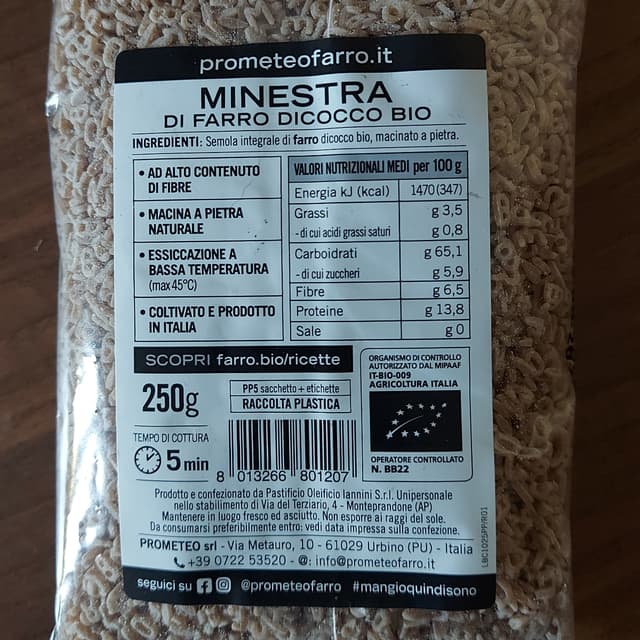 prometeofarro.it
MINESTRA
DI FARRO DICOCCO BIO
INGREDIENTI: Semola integrale di farro dicocco bio, macinato a pietra.
• AD ALTO CONTENUTO
DI FIBRE
• MACINA A PIETRA
NATURALE
• ESSICCAZIONE A
BASSA TEMPERATURA
(max 45°C)
• COLTIVATO E PRODOTTO
IN ITALIA
VALORI NUTRIZIONALI MEDI per 100 g
Energia kJ (kcal) 1470 (347)
Grassi g 3,5
- di cui acidi grassi saturi g 0,8
Carboidrati g 65,1
- di cui zuccheri g 5,9
Fibre g 6,5
Proteine g 13,8
Sale g 0
SCOPRI farro.bio/ricette
250g
PP5 sacchetto + etichette
RACCOLTA PLASTICA
TEMPO DI COTTURA
5 min
8 013266 801207
ORGANISMO DI CONTROLLO
AUTORIZZATO DAL MIPAAF
IT-BIO-009
AGRICOLTURA ITALIA
OPERATORE CONTROLLATO
N. BB22
Prodotto e confezionato da Pastificio Oleificio Iannini S.r.l. Unipersonale
nello stabilimento di Via del Terziario, 4 - Monteprandone (AP)
Mantenere in luogo fresco ed asciutto. Non esporre ai raggi del sole.
Da consumarsi preferibilmente entro: vedi data impressa sulla confezione.
PROMETEO srl - Via Metauro, 10 - 61029 Urbino (PU) - Italia
+39 0722 53520 - @: info@prometeofarro.it
seguici su @prometeofarro #mangioquindisono
LBC1025PP/R01